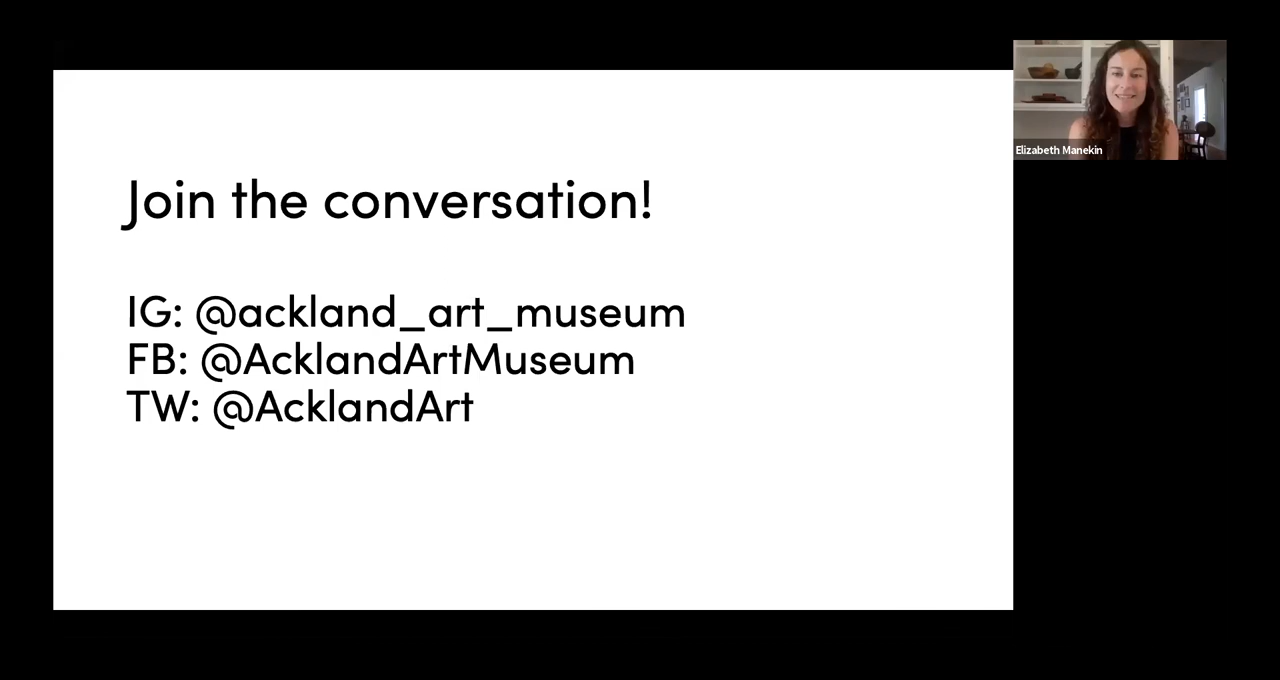 Join the conversation!
IG: @ackland_art_museum
FB: @AcklandArtMuseum
TW: @AcklandArt
Elizabeth Manekin